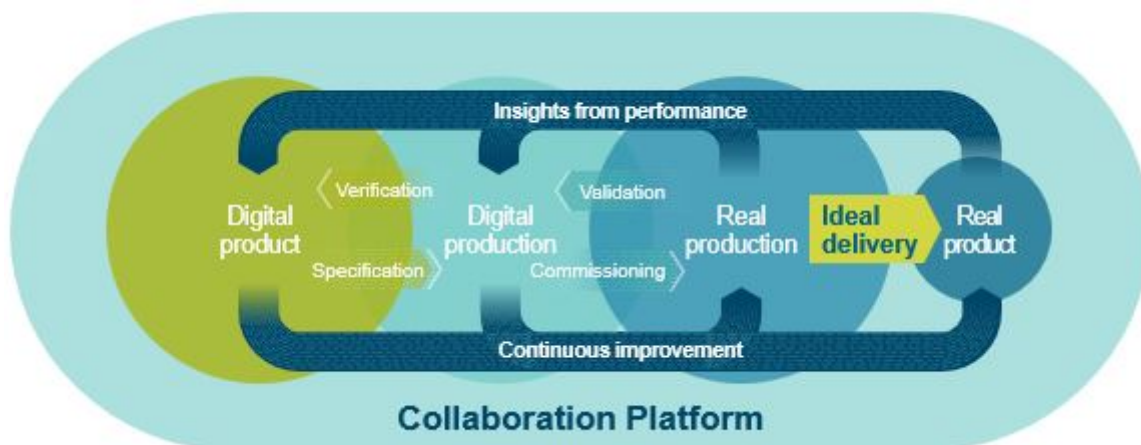 Insights from performance
Verification
Validation
Digital
product
Digital
production
Real
production
Ideal
delivery
Real
product
Specification
Commissioning
Continuous improvement
Collaboration Platform